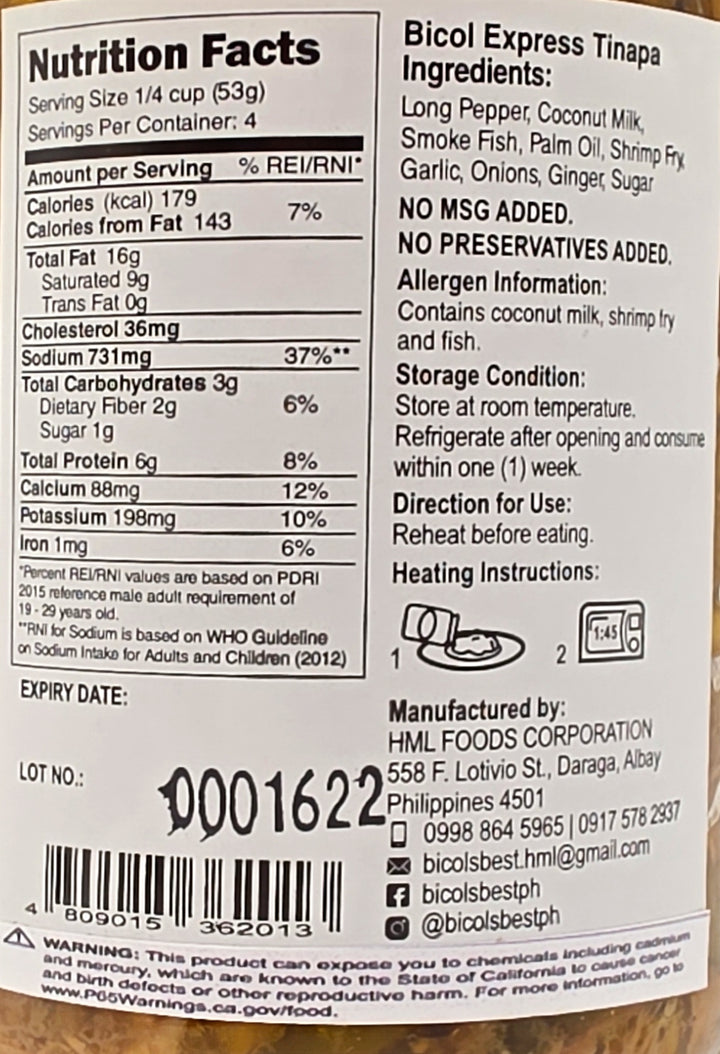 Nutrition Facts
Serving Size 1/4 cup (53g)
Servings Per Container: 4
Amount per Serving % REI/RNI*
Calories (kcal) 179
Calories from Fat 143 7%
Total Fat 16g
Saturated 9g
Trans Fat 0g
Cholesterol 36mg
Sodium 731mg 37%**
Total Carbohydrates 3g
Dietary Fiber 2g 6%
Sugar 1g
Total Protein 6g 8%
Calcium 88mg 12%
Potassium 198mg 10%
Iron 1mg 6%
*Percent REI/RNI values are based on PDRI
2015 reference male adult requirement of
19 - 29 years old.
**RNI for Sodium is based on WHO Guideline
on Sodium Intake for Adults and Children (2012)
EXPIRY DATE:
LOT NO.:
0001622
4 809015 362013
Bicol Express Tinapa
Ingredients:
Long Pepper, Coconut Milk,
Smoke Fish, Palm Oil, Shrimp Fry,
Garlic, Onions, Ginger, Sugar
NO MSG ADDED.
NO PRESERVATIVES ADDED.
Allergen Information:
Contains coconut milk, shrimp fry
and fish.
Storage Condition:
Store at room temperature.
Refrigerate after opening and consume
within one (1) week.
Direction for Use:
Reheat before eating.
Heating Instructions:
1 2 1:45
Manufactured by:
HML FOODS CORPORATION
558 F. Lotivio St., Daraga, Albay
Philippines 4501
0998 864 5965 | 0917 578 2937
bicolsbest.hml@gmail.com
bicolsbestph
@bicolsbestph
WARNING: This product can expose you to chemicals including cadmium
and mercury, which are known to the State of California to cause cancer
and birth defects or other reproductive harm. For more information, go to
www.P65Warnings.ca.gov/food.